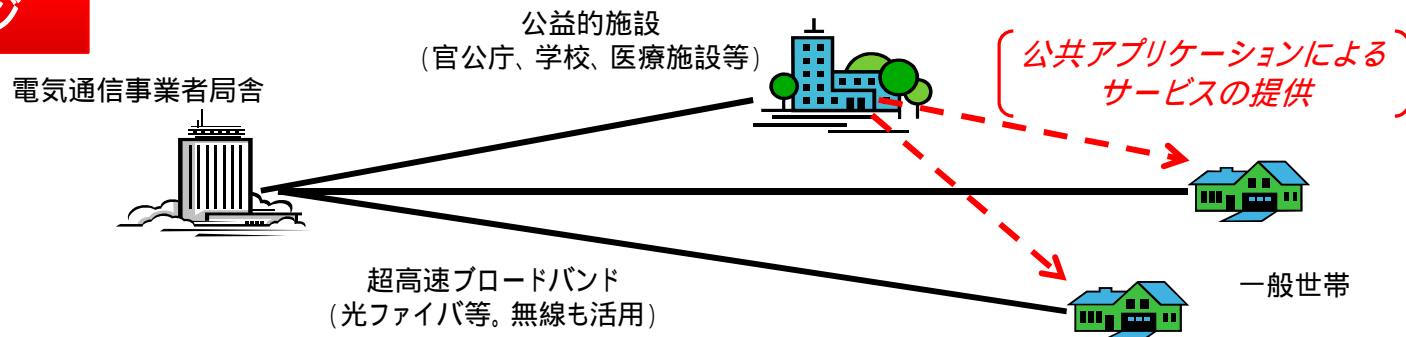 公益的施設
(官公庁、学校、医療施設等)
公共アプリケーションによる
サービスの提供
電気通信事業者局舎
超高速ブロードバンド
(光ファイバ等。無線も活用)
一般世帯